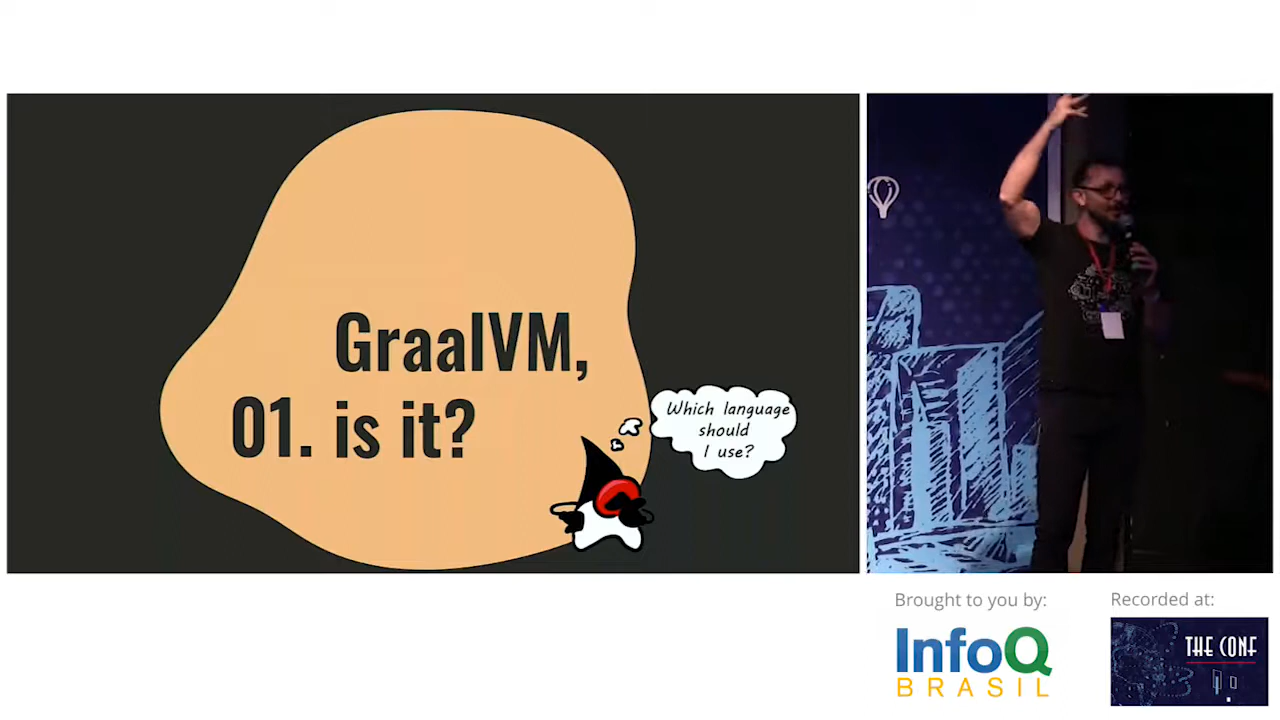 GraalVM,
01. is it?
Which language
should
I use?
Brought to you by:
InfoQ
BRASIL
Recorded at:
THE CONF